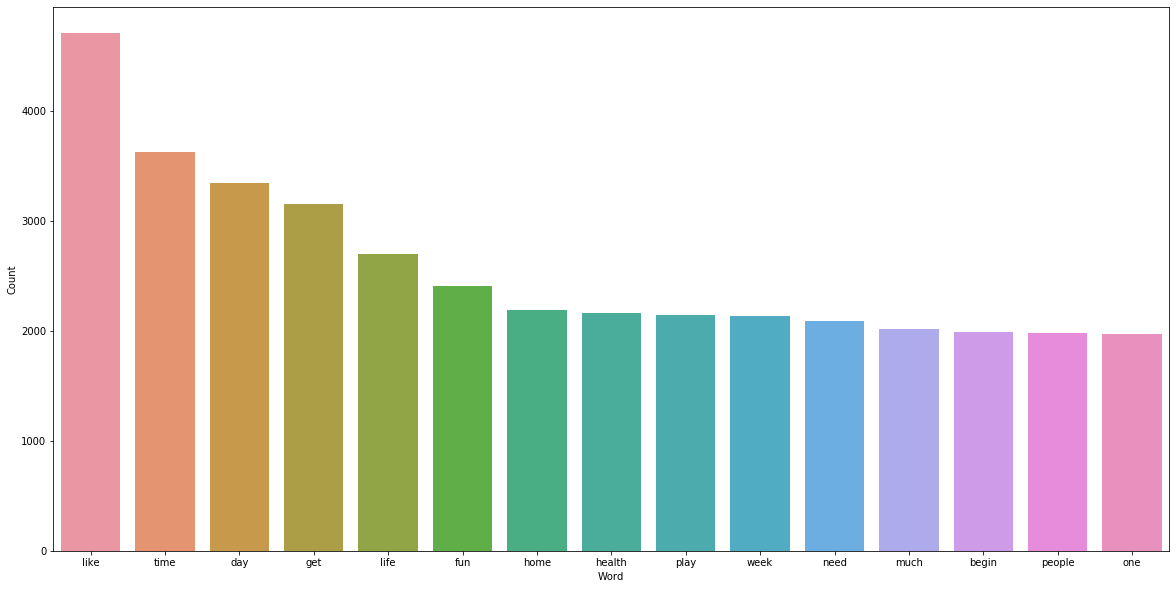 4000
3000
2000
1000
0
Count
like time day get life fun home health play week need much begin people one
Word